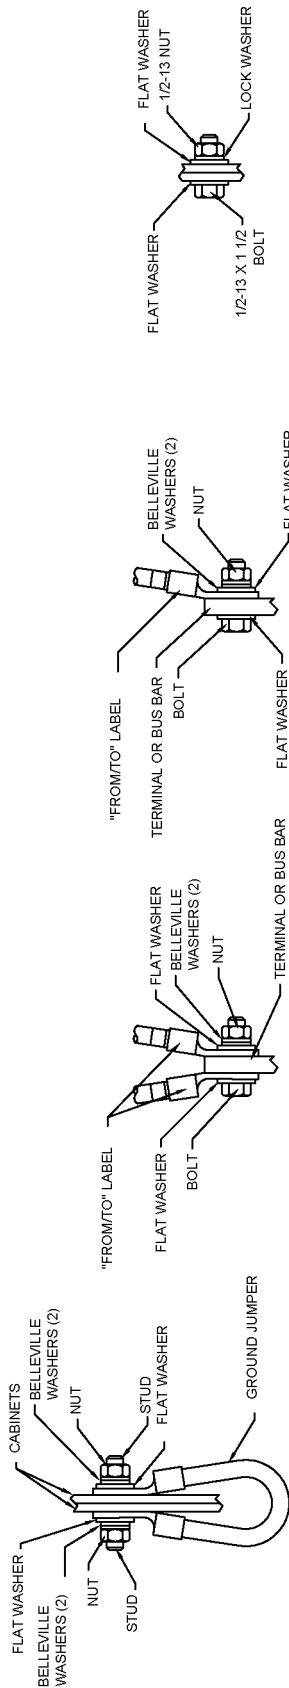 FLAT WASHER
BELLEVILLE
WASHERS (2)
NUT
STUD
CABINETS
BELLEVILLE
WASHERS (2)
NUT
STUD
FLAT WASHER
GROUND JUMPER
"FROM/TO" LABEL
FLAT WASHER
BOLT
FLAT WASHER
BELLEVILLE
WASHERS (2)
NUT
TERMINAL OR BUS BAR
"FROM/TO" LABEL
TERMINAL OR BUS BAR
BOLT
FLAT WASHER
BELLEVILLE
WASHERS (2)
NUT
FLAT WASHER
FLAT WASHER
1/2-13 X 1 1/2
BOLT
FLAT WASHER
1/2-13 NUT
LOCK WASHER